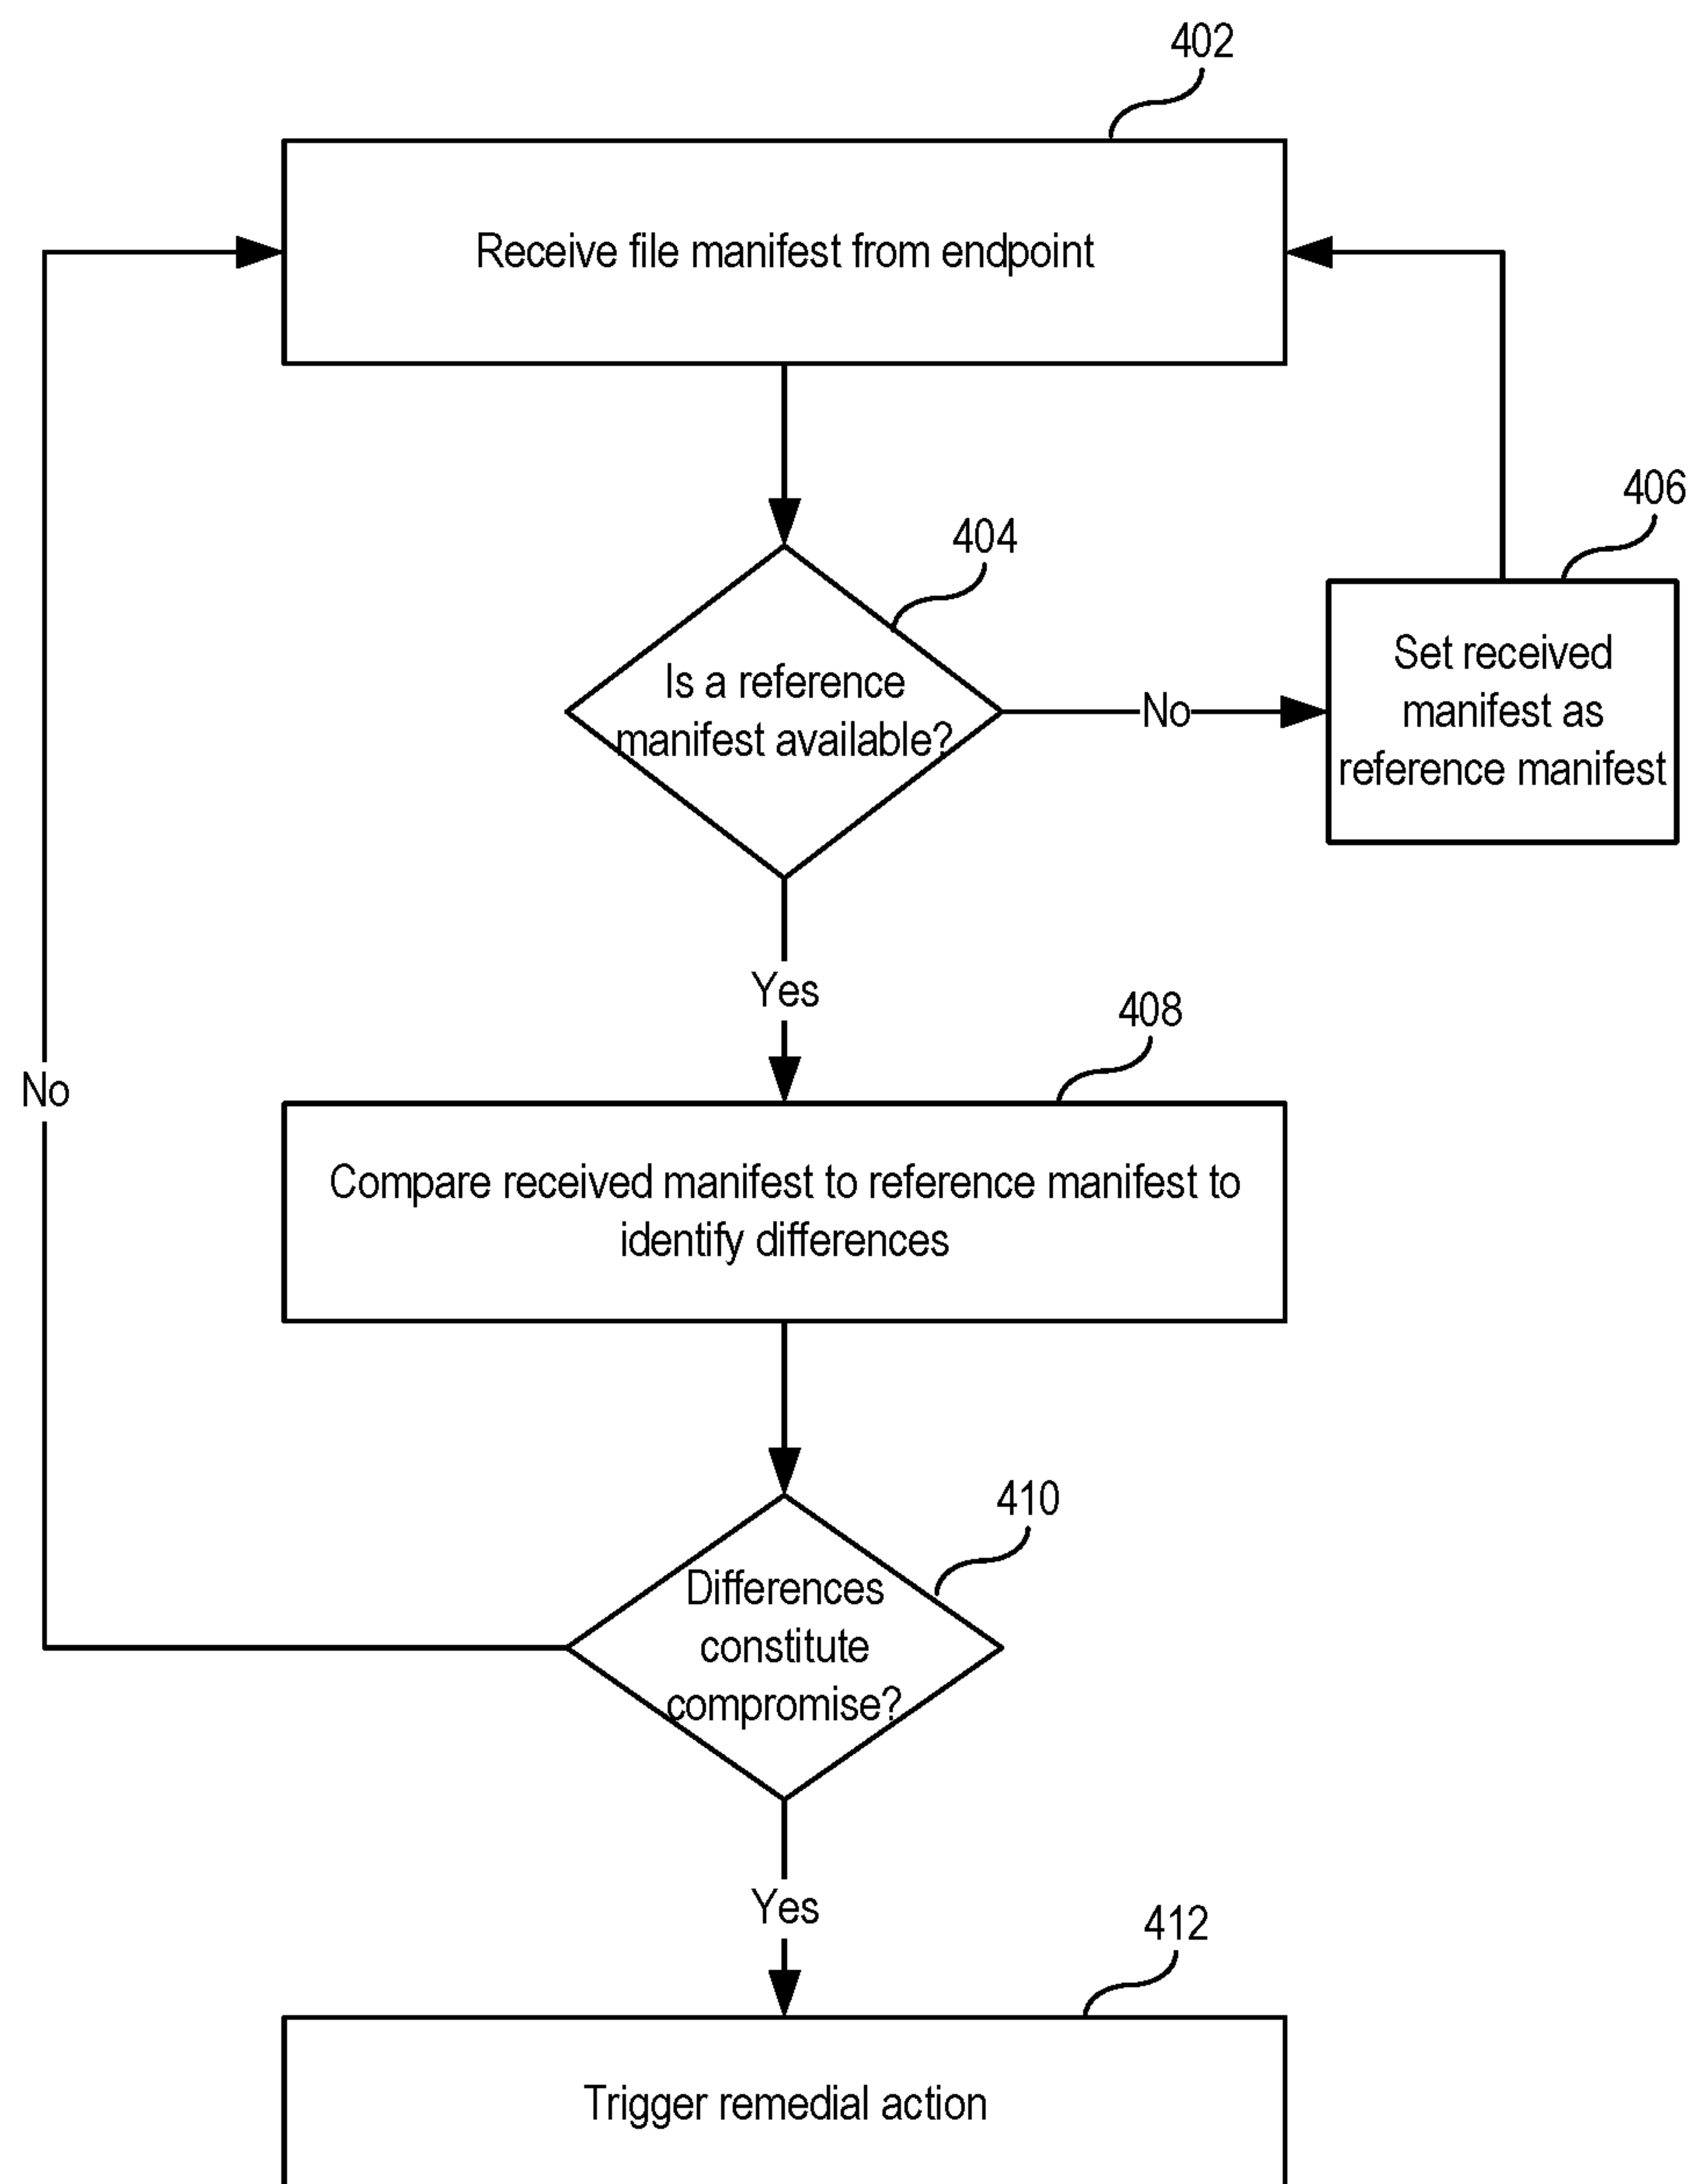 402
Receive file manifest from endpoint
404
Is a reference
manifest available?
No
406
Set received
manifest as
reference manifest
Yes
408
Compare received manifest to reference manifest to
identify differences
No
410
Differences
constitute
compromise?
Yes
412
Trigger remedial action